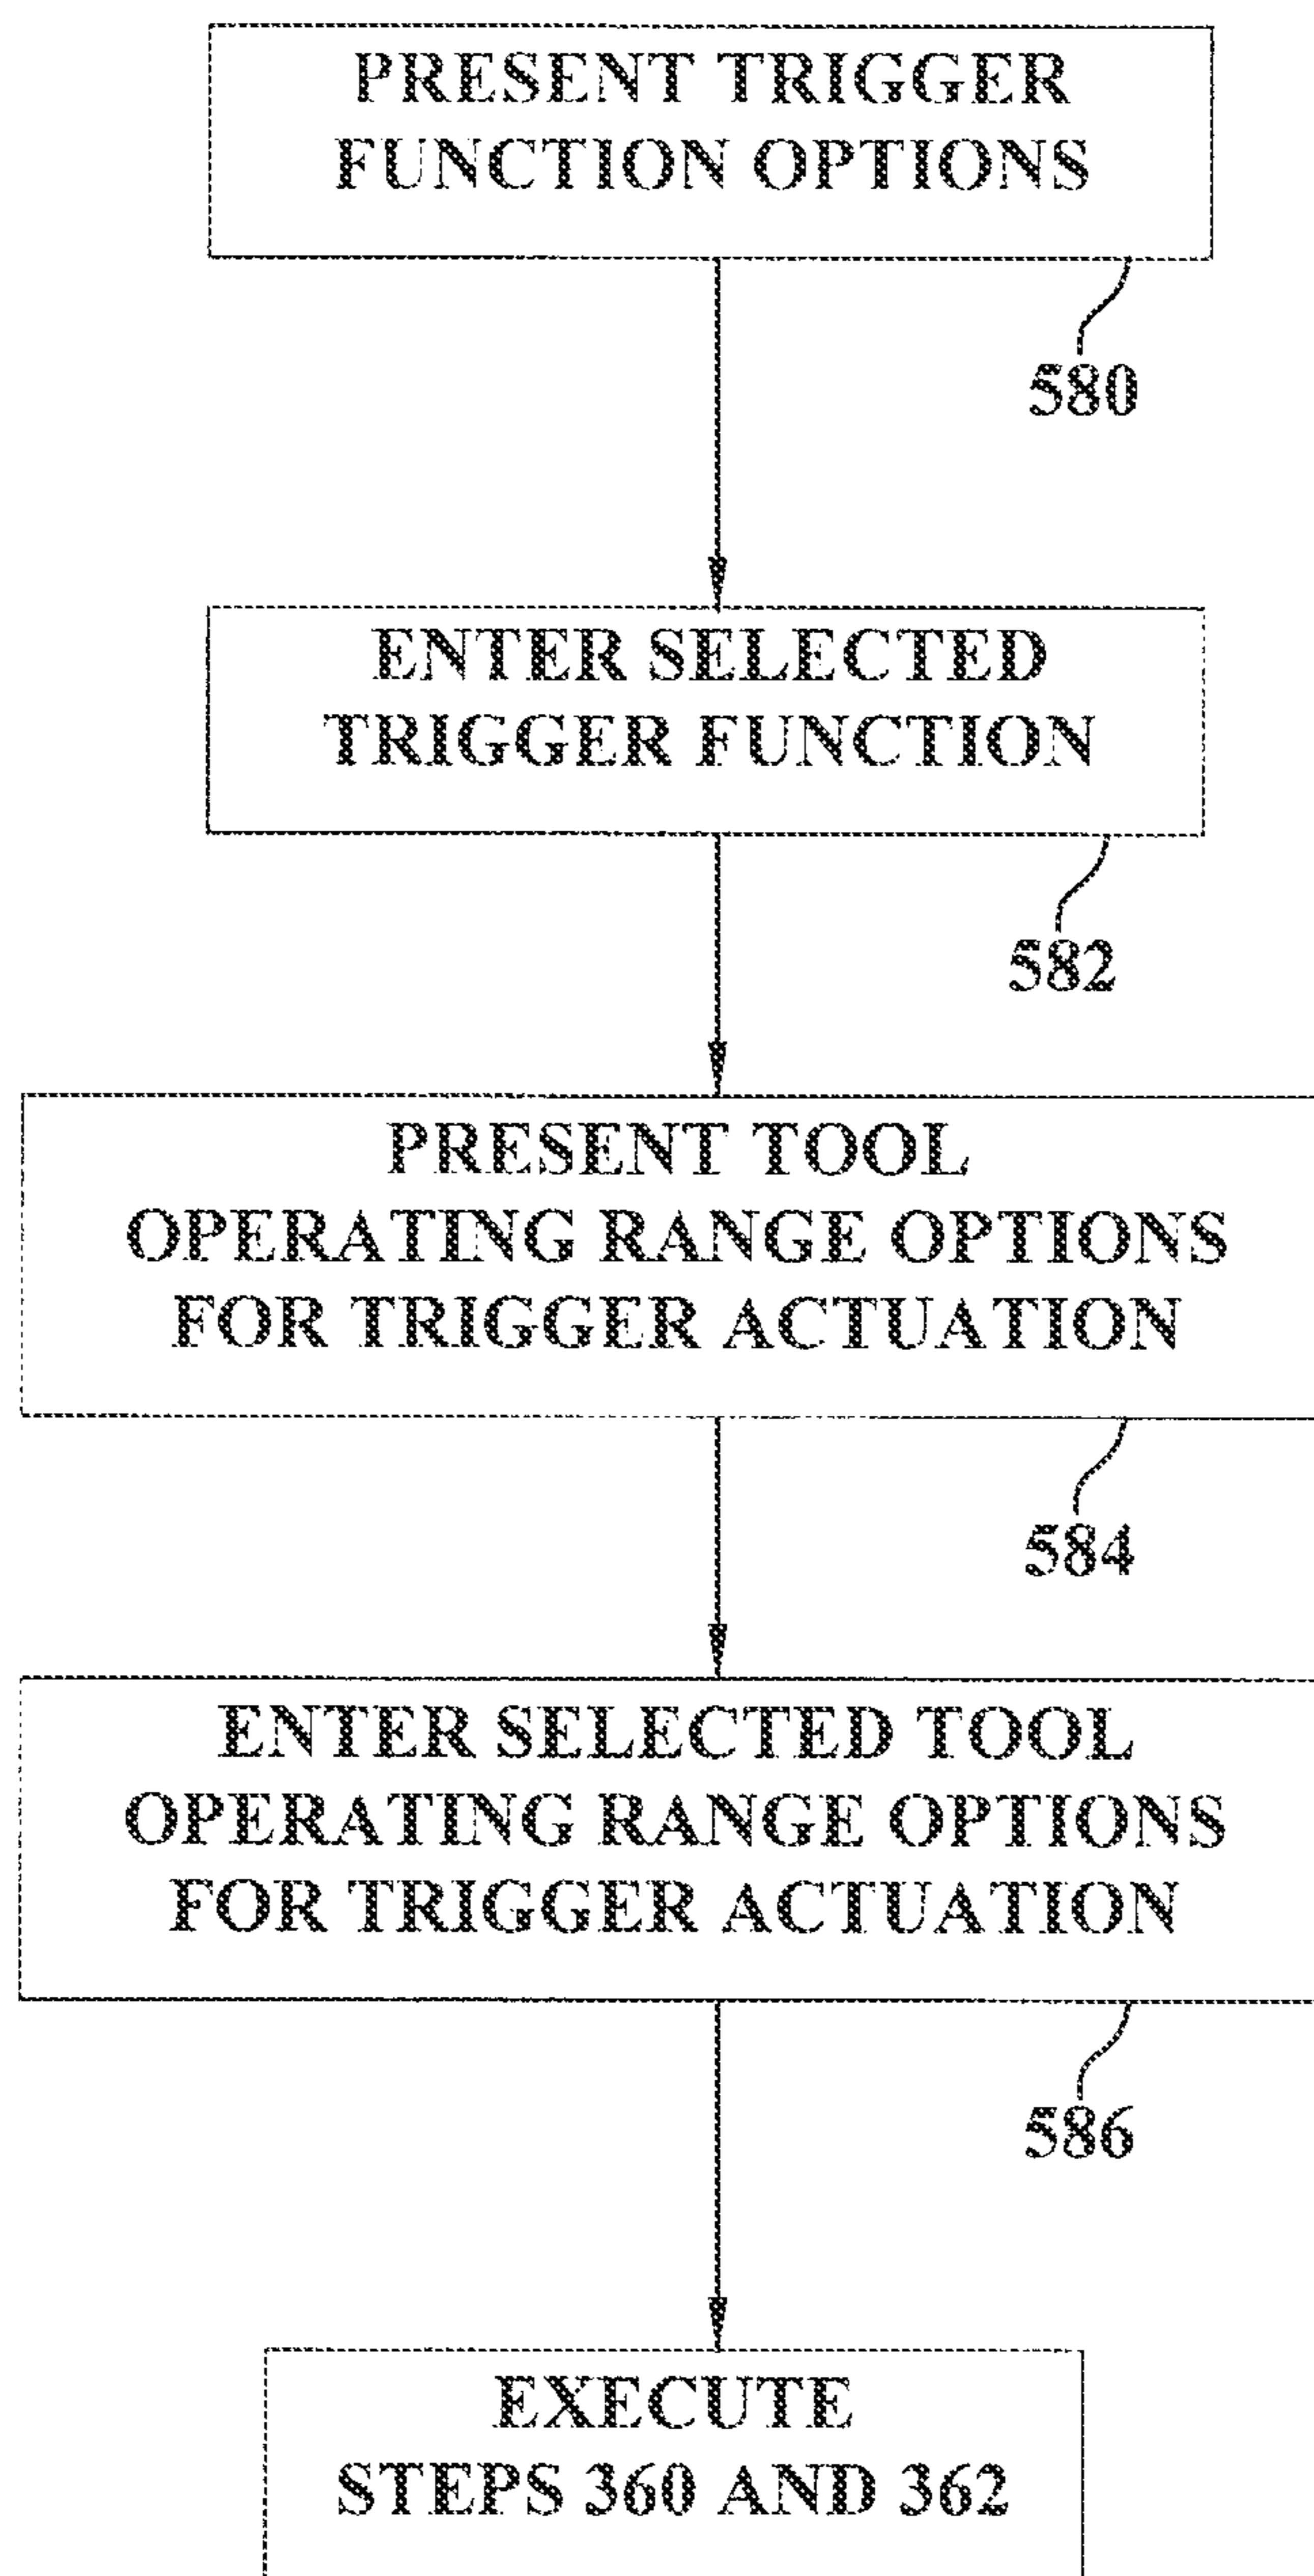 PRESENT TRIGGER
FUNCTION OPTIONS
580
ENTER SELECTED
TRIGGER FUNCTION
582
PRESENT TOOL
OPERATING RANGE OPTIONS
FOR TRIGGER ACTUATION
584
ENTER SELECTED TOOL
OPERATING RANGE OPTIONS
FOR TRIGGER ACTUATION
586
EXECUTE
STEPS 360 AND 362